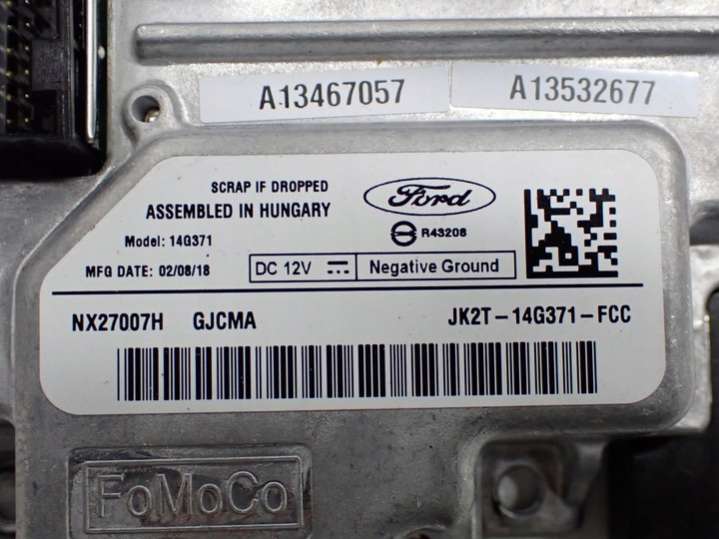 A13467057 A13532677
SCRAP IF DROPPED
ASSEMBLED IN HUNGARY
Ford
Model: 14G371
R43208
MFG DATE: 02/08/18
DC 12V Negative Ground
NX27007H GJCMA JK2T-14G371-FCC
FoMoCo